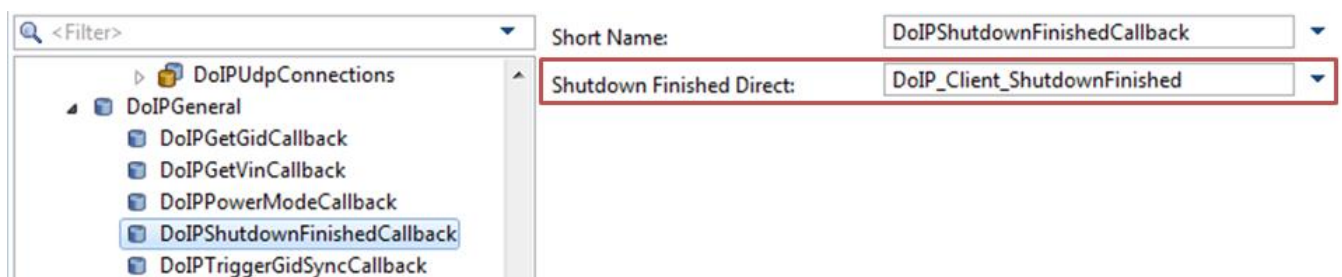 <Filter>
DoIPUdpConnections
DoIPGeneral
DoIPGetGidCallback
DoIPGetVinCallback
DoIPPowerModeCallback
DoIPShutdownFinishedCallback
DoIPTriggerGidSyncCallback
Short Name: DoIPShutdownFinishedCallback
Shutdown Finished Direct: DoIP_Client_ShutdownFinished